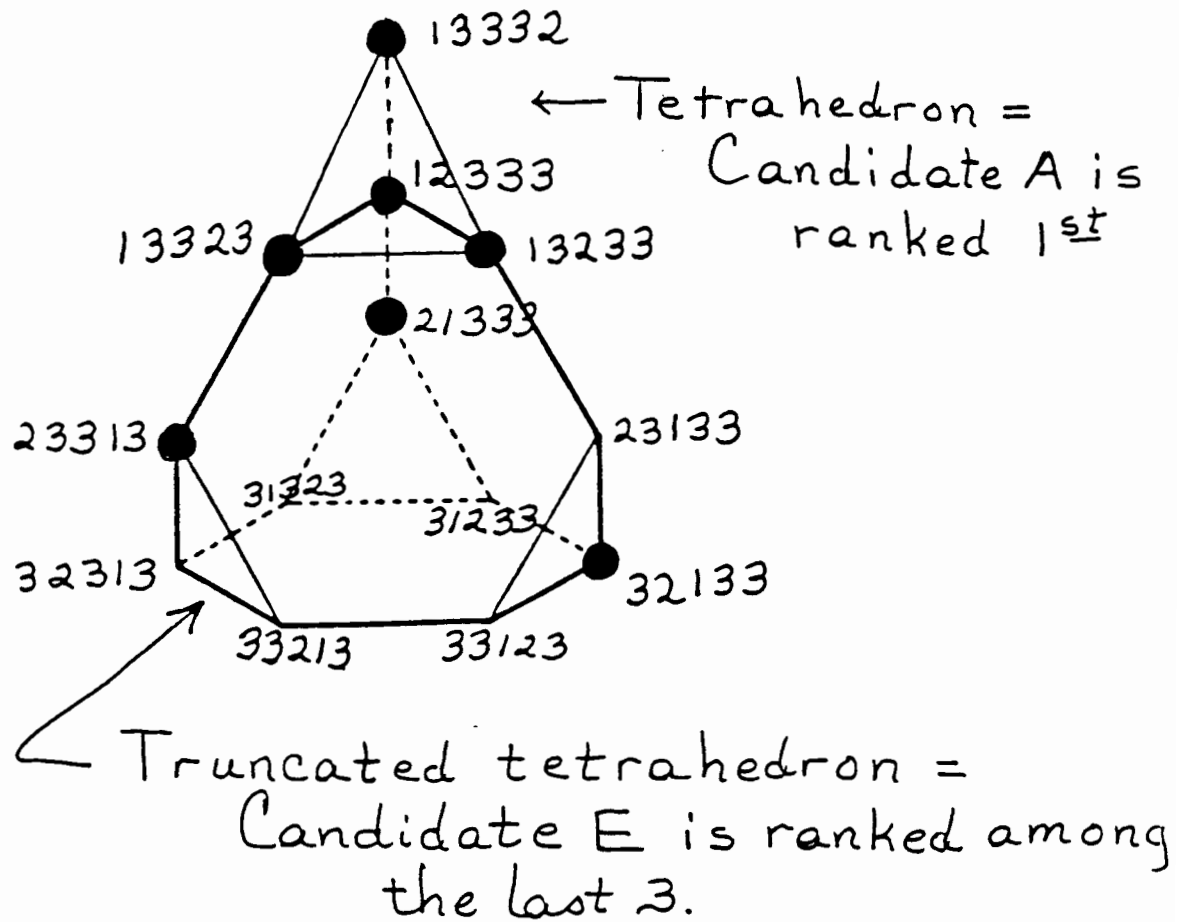 13332
← Tetrahedron =
Candidate A is
ranked 1st
12333
13323
13233
21333
23313
23133
31323
31233
32313
32133
33213
33123
Truncated tetrahedron =
Candidate E is ranked among
the last 3.